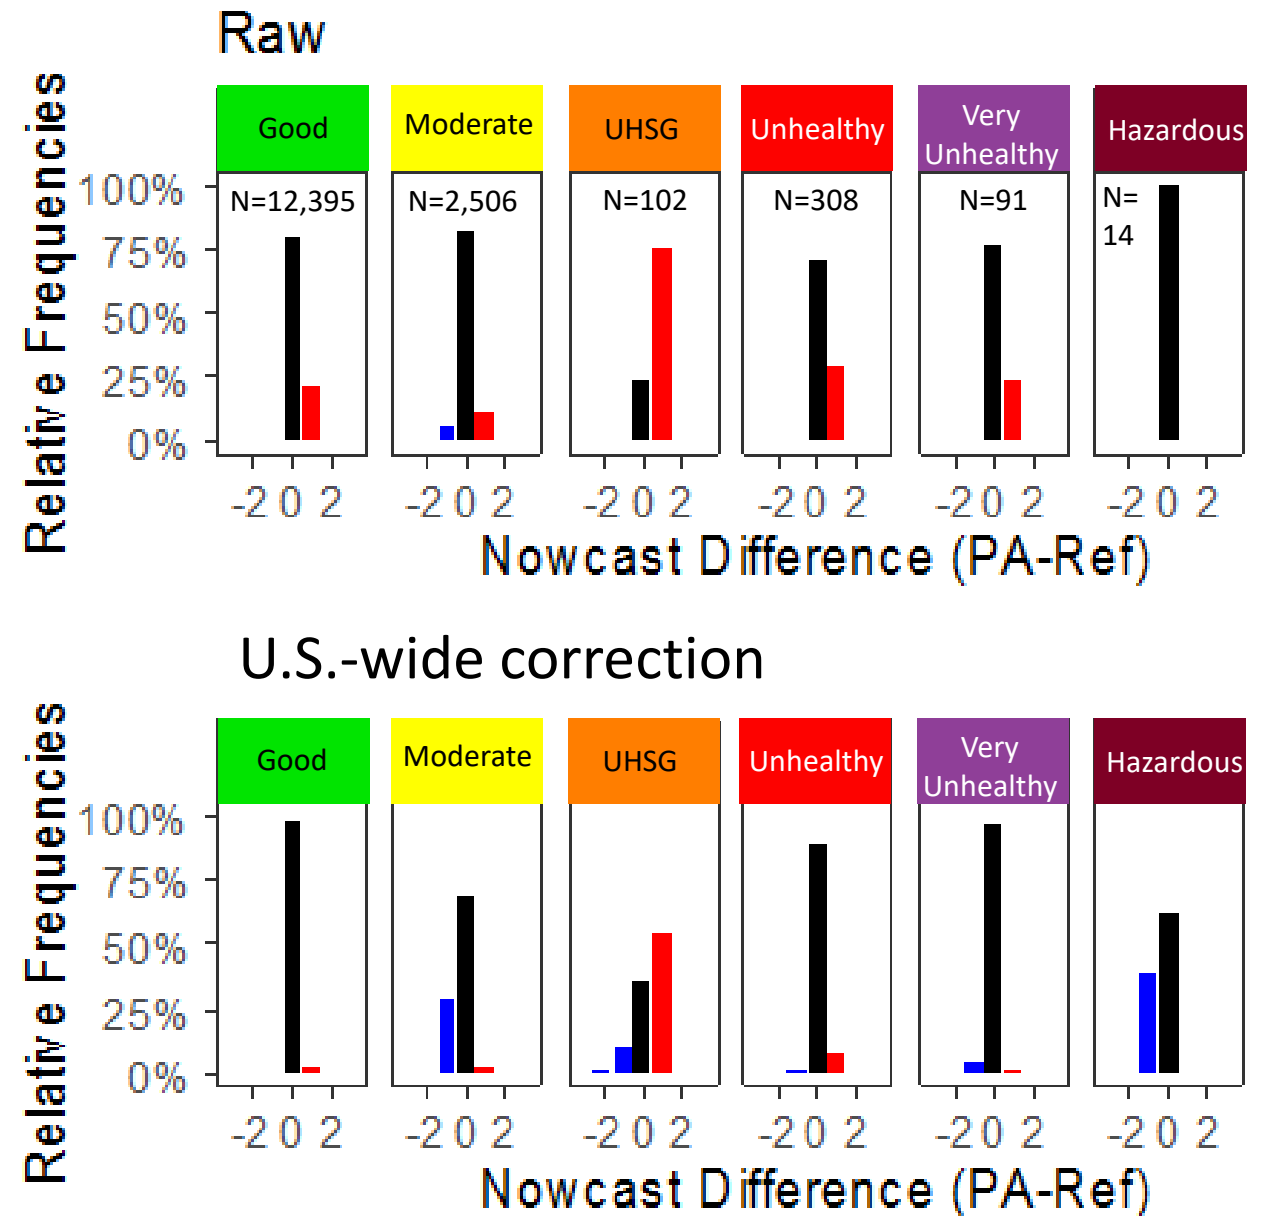 Raw
Good Moderate UHSG Unhealthy Very Unhealthy Hazardous
N=12,395 N=2,506 N=102 N=308 N=91 N= 14
Relative Frequencies
100%
75%
50%
25%
0%
-2 0 2 -2 0 2 -2 0 2 -2 0 2 -2 0 2 -2 0 2
Nowcast Difference (PA-Ref)
U.S.-wide correction
Good Moderate UHSG Unhealthy Very Unhealthy Hazardous
Relative Frequencies
100%
75%
50%
25%
0%
-2 0 2 -2 0 2 -2 0 2 -2 0 2 -2 0 2 -2 0 2
Nowcast Difference (PA-Ref)